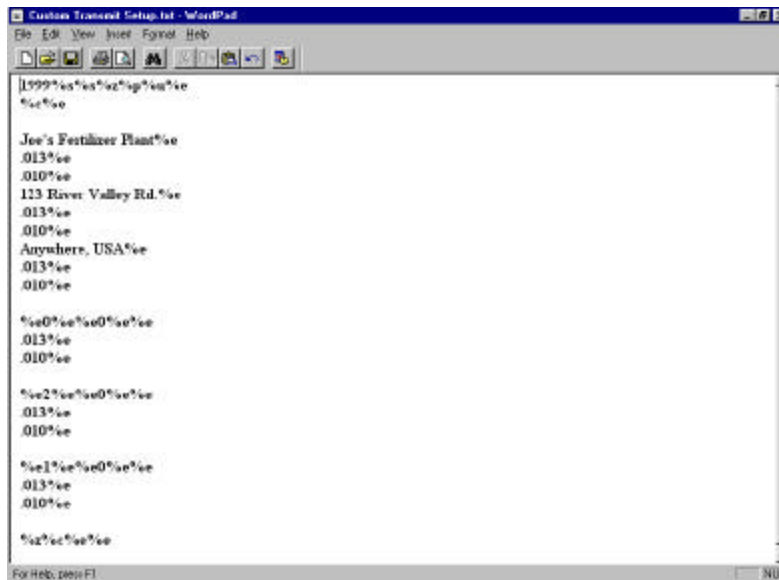 Custom Transmit Setup.txt - WordPad
File Edit View Insert Format Help
1999%s%s%z%p%u%e
%c%e
Joe's Fertilizer Plant%e
.013%e
.010%e
123 River Valley Rd.%e
.013%e
.010%e
Anywhere, USA%e
.013%e
.010%e
%e0%e%e0%e%e
.013%e
.010%e
%e2%e%e0%e%e
.013%e
.010%e
%e1%e%e0%e%e
.013%e
.010%e
%z%c%e%e
For Help, press F1